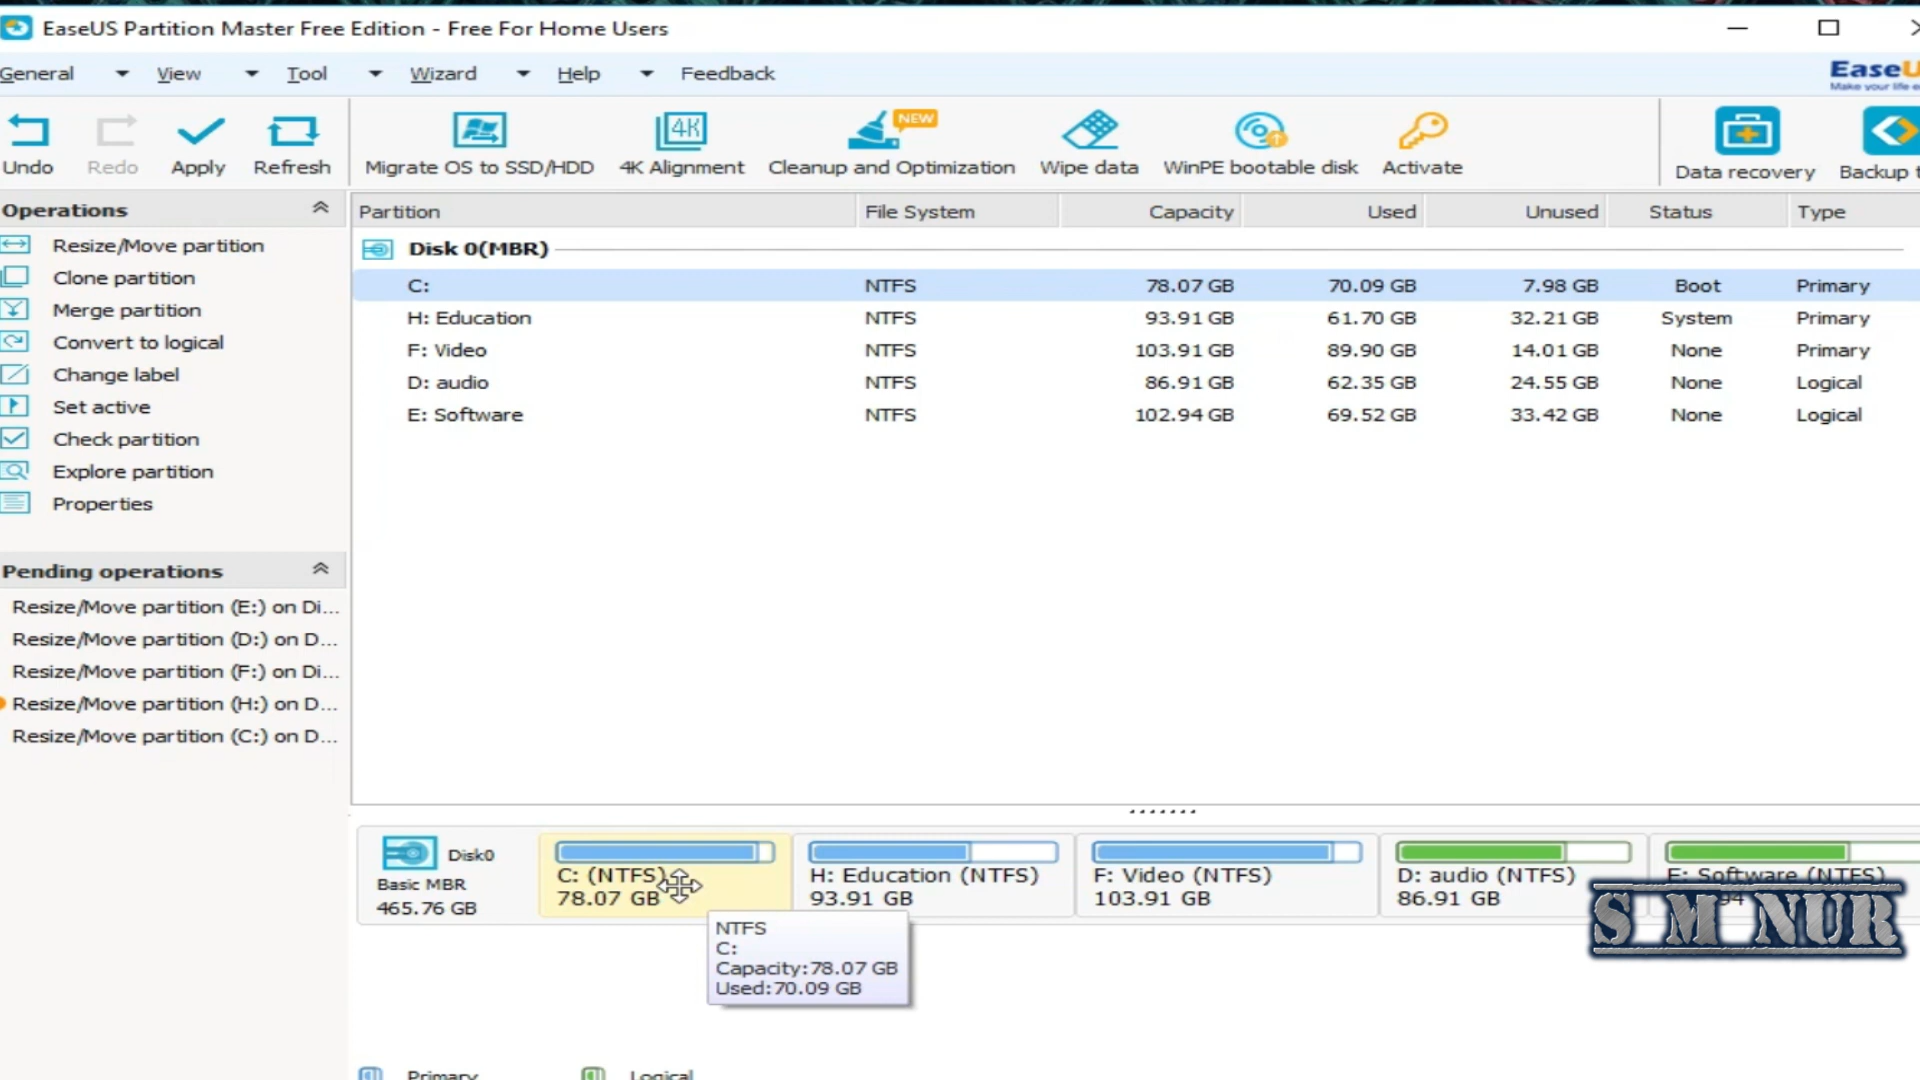 EaseUS Partition Master Free Edition - Free For Home Users
General View Tool Wizard Help Feedback
EaseU
Make your life e
Undo Redo Apply Refresh Migrate OS to SSD/HDD 4K 4K Alignment NEW Cleanup and Optimization Wipe data WinPE bootable disk Activate Data recovery Backup t
Operations
Resize/Move partition
Clone partition
Merge partition
Convert to logical
Change label
Set active
Check partition
Explore partition
Properties
Pending operations
Resize/Move partition (E:) on Di...
Resize/Move partition (D:) on D...
Resize/Move partition (F:) on Di...
Resize/Move partition (H:) on D...
Resize/Move partition (C:) on D...
Partition File System Capacity Used Unused Status Type
Disk 0(MBR)
C: NTFS 78.07 GB 70.09 GB 7.98 GB Boot Primary
H: Education NTFS 93.91 GB 61.70 GB 32.21 GB System Primary
F: Video NTFS 103.91 GB 89.90 GB 14.01 GB None Primary
D: audio NTFS 86.91 GB 62.35 GB 24.55 GB None Logical
E: Software NTFS 102.94 GB 69.52 GB 33.42 GB None Logical
Disk0
Basic MBR
465.76 GB
C: (NTFS)
78.07 GB
H: Education (NTFS)
93.91 GB
F: Video (NTFS)
103.91 GB
D: audio (NTFS)
86.91 GB
E: Software (NTFS)
S M NUR
NTFS
C:
Capacity:78.07 GB
Used:70.09 GB
Primary Logical